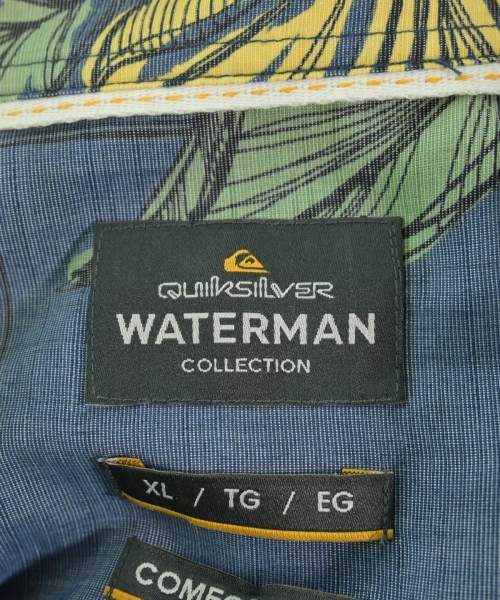 QUIKSILVER
WATERMAN
COLLECTION
XL / TG / EG